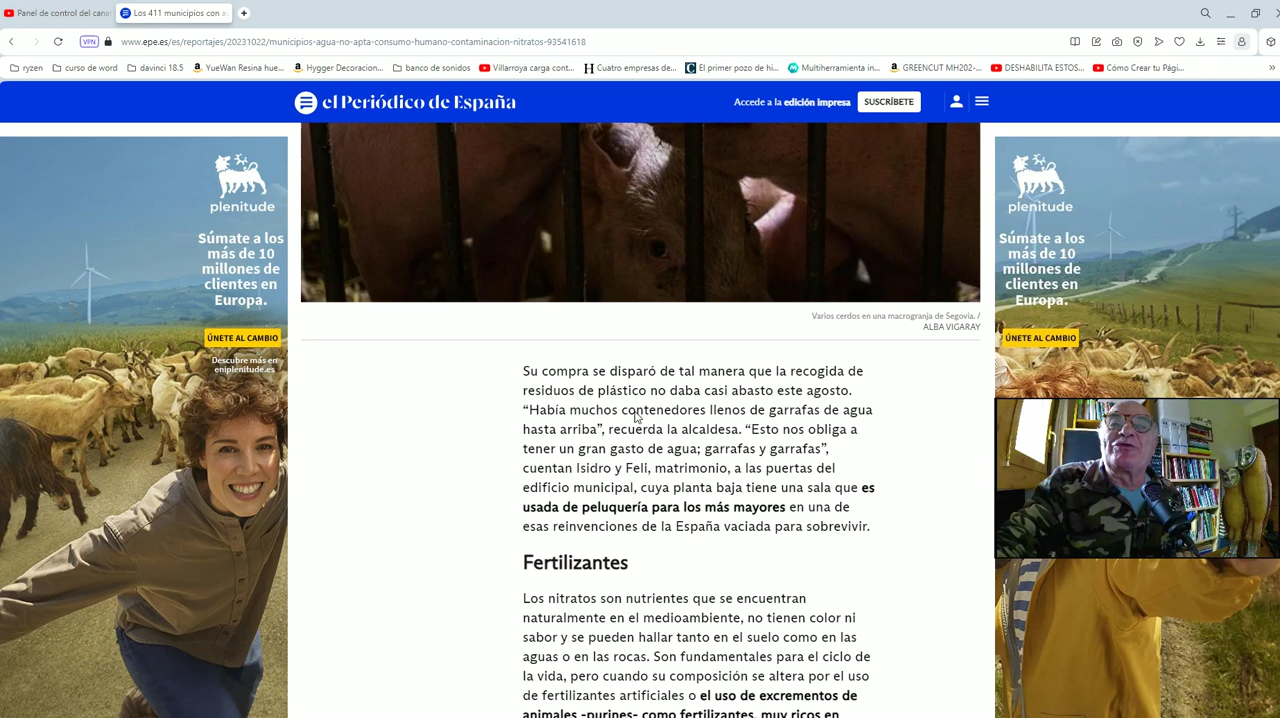 Panel de control del cana
Los 411 municipios con a
VPN
www.epe.es/es/reportajes/20231022/municipios-agua-no-apta-consumo-humano-contaminacion-nitratos-93541618
ryzen
curso de word
davinci 18.5
YueWan Resina hue...
Hygger Decoracion...
banco de sonidos
Villarroya carga cont...
Cuatro empresas de...
El primer pozo de hi...
Multiherramienta in...
GREENCUT MH202-...
DESHABILITA ESTOS...
Cómo Crear tu Pági...
el Periódico de España
Accede a la edición impresa
SUSCRÍBETE
plenitude
Súmate a los
más de 10
millones de
clientes en
Europa.
ÚNETE AL CAMBIO
Descubre más en
eniplenitude.es
plenitude
Súmate a los
más de 10
millones de
clientes en
Europa.
ÚNETE AL CAMBIO
Varios cerdos en una macrogranja de Segovia. /
ALBA VIGARAY
Su compra se disparó de tal manera que la recogida de
residuos de plástico no daba casi abasto este agosto.
“Había muchos contenedores llenos de garrafas de agua
hasta arriba”, recuerda la alcaldesa. “Esto nos obliga a
tener un gran gasto de agua; garrafas y garrafas”,
cuentan Isidro y Feli, matrimonio, a las puertas del
edificio municipal, cuya planta baja tiene una sala que es
usada de peluquería para los más mayores en una de
esas reinvenciones de la España vaciada para sobrevivir.
Fertilizantes
Los nitratos son nutrientes que se encuentran
naturalmente en el medioambiente, no tienen color ni
sabor y se pueden hallar tanto en el suelo como en las
aguas o en las rocas. Son fundamentales para el ciclo de
la vida, pero cuando su composición se altera por el uso
de fertilizantes artificiales o el uso de excrementos de
animales -purines- como fertilizantes, muy ricos en